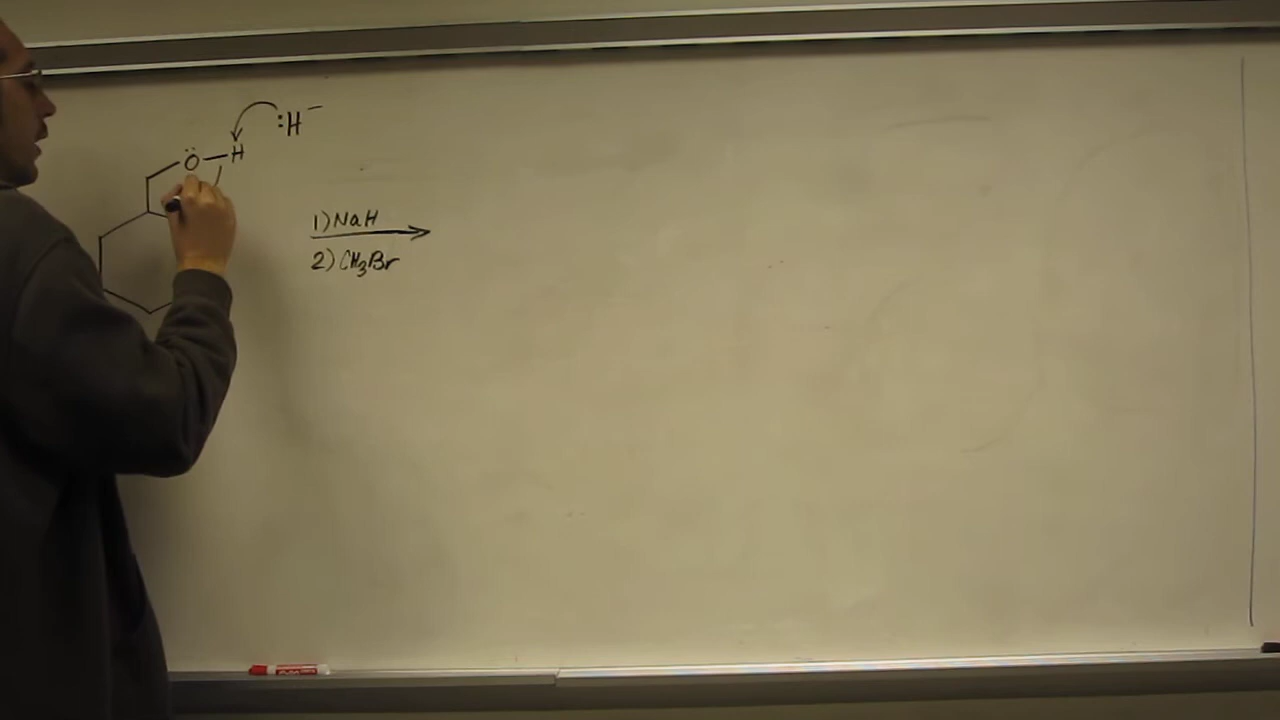 :H⁻
Ö—H
1) NaH
2) CH₃Br